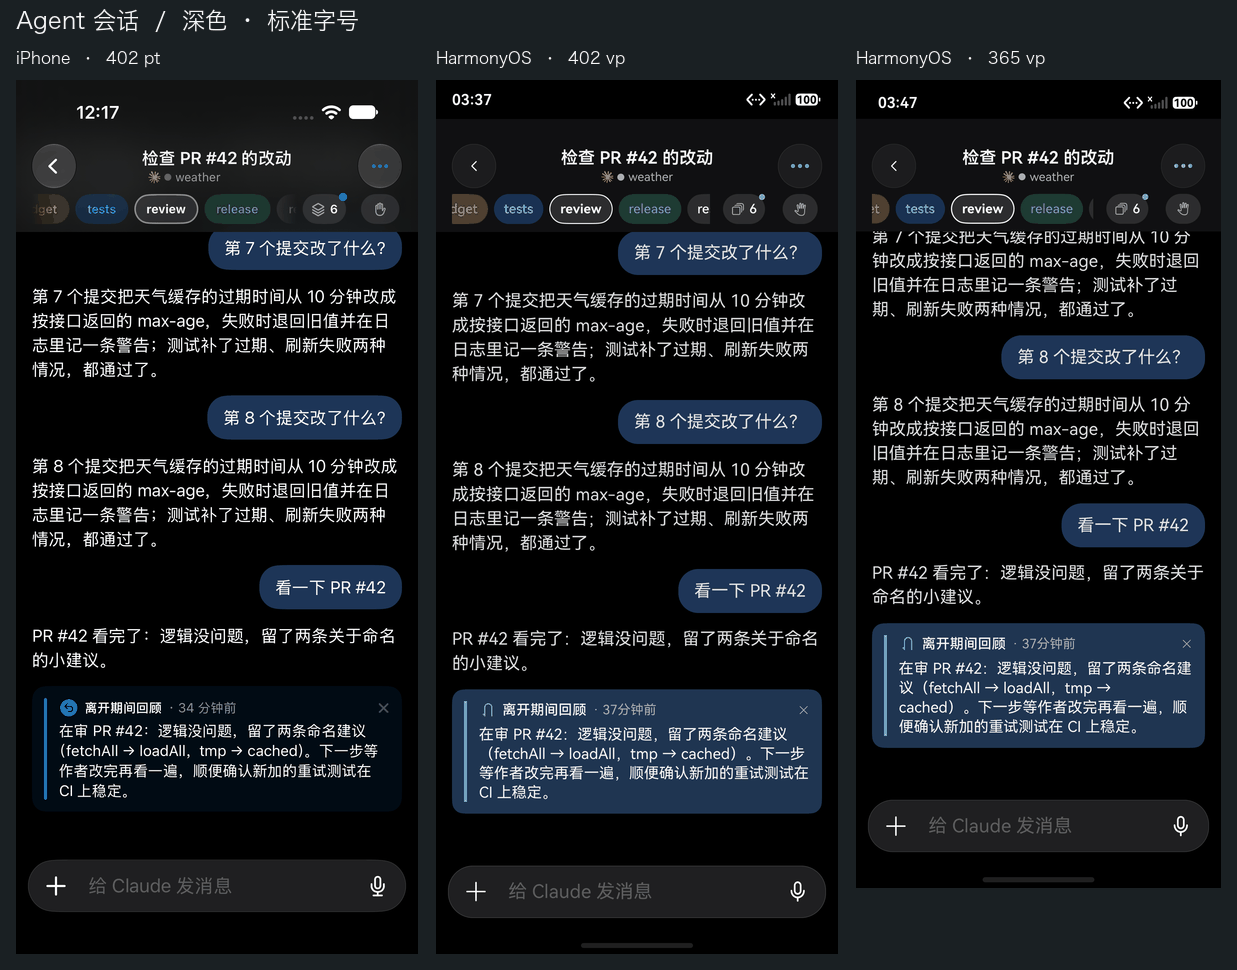 Agent 会话 / 深色 · 标准字号
iPhone · 402 pt
12:17
检查 PR #42 的改动
weather
dget
tests
review
release
6
第 7 个提交改了什么？
第 7 个提交把天气缓存的过期时间从 10 分钟改成
按接口返回的 max-age，失败时退回旧值并在日
志里记一条警告；测试补了过期、刷新失败两种
情况，都通过了。
第 8 个提交改了什么？
第 8 个提交把天气缓存的过期时间从 10 分钟改成
按接口返回的 max-age，失败时退回旧值并在日
志里记一条警告；测试补了过期、刷新失败两种
情况，都通过了。
看一下 PR #42
PR #42 看完了：逻辑没问题，留了两条关于命名
的小建议。
离开期间回顾 · 34 分钟前
在审 PR #42：逻辑没问题，留了两条命名建议
（fetchAll → loadAll，tmp → cached）。下一步等
作者改完再看一遍，顺便确认新加的重试测试在
CI 上稳定。
给 Claude 发消息
HarmonyOS · 402 vp
03:37
100
检查 PR #42 的改动
weather
dget
tests
review
release
re
6
第 7 个提交改了什么？
第 7 个提交把天气缓存的过期时间从 10 分钟改
成按接口返回的 max-age，失败时退回旧值并在
日志里记一条警告；测试补了过期、刷新失败两
种情况，都通过了。
第 8 个提交改了什么？
第 8 个提交把天气缓存的过期时间从 10 分钟改
成按接口返回的 max-age，失败时退回旧值并在
日志里记一条警告；测试补了过期、刷新失败两
种情况，都通过了。
看一下 PR #42
PR #42 看完了：逻辑没问题，留了两条关于命名
的小建议。
离开期间回顾 · 37分钟前
在审 PR #42：逻辑没问题，留了两条命名建议
（fetchAll → loadAll，tmp → cached）。下一步
等作者改完再看一遍，顺便确认新加的重试测试在
CI 上稳定。
给 Claude 发消息
HarmonyOS · 365 vp
03:47
100
检查 PR #42 的改动
weather
et
tests
review
release
6
第 7 个提交把天气缓存的过期时间从 10 分
钟改成按接口返回的 max-age，失败时退回
旧值并在日志里记一条警告；测试补了过
期、刷新失败两种情况，都通过了。
第 8 个提交改了什么？
第 8 个提交把天气缓存的过期时间从 10 分
钟改成按接口返回的 max-age，失败时退回
旧值并在日志里记一条警告；测试补了过
期、刷新失败两种情况，都通过了。
看一下 PR #42
PR #42 看完了：逻辑没问题，留了两条关于
命名的小建议。
离开期间回顾 · 37分钟前
在审 PR #42：逻辑没问题，留了两条命名建
议（fetchAll → loadAll，tmp →
cached）。下一步等作者改完再看一遍，顺
便确认新加的重试测试在 CI 上稳定。
给 Claude 发消息